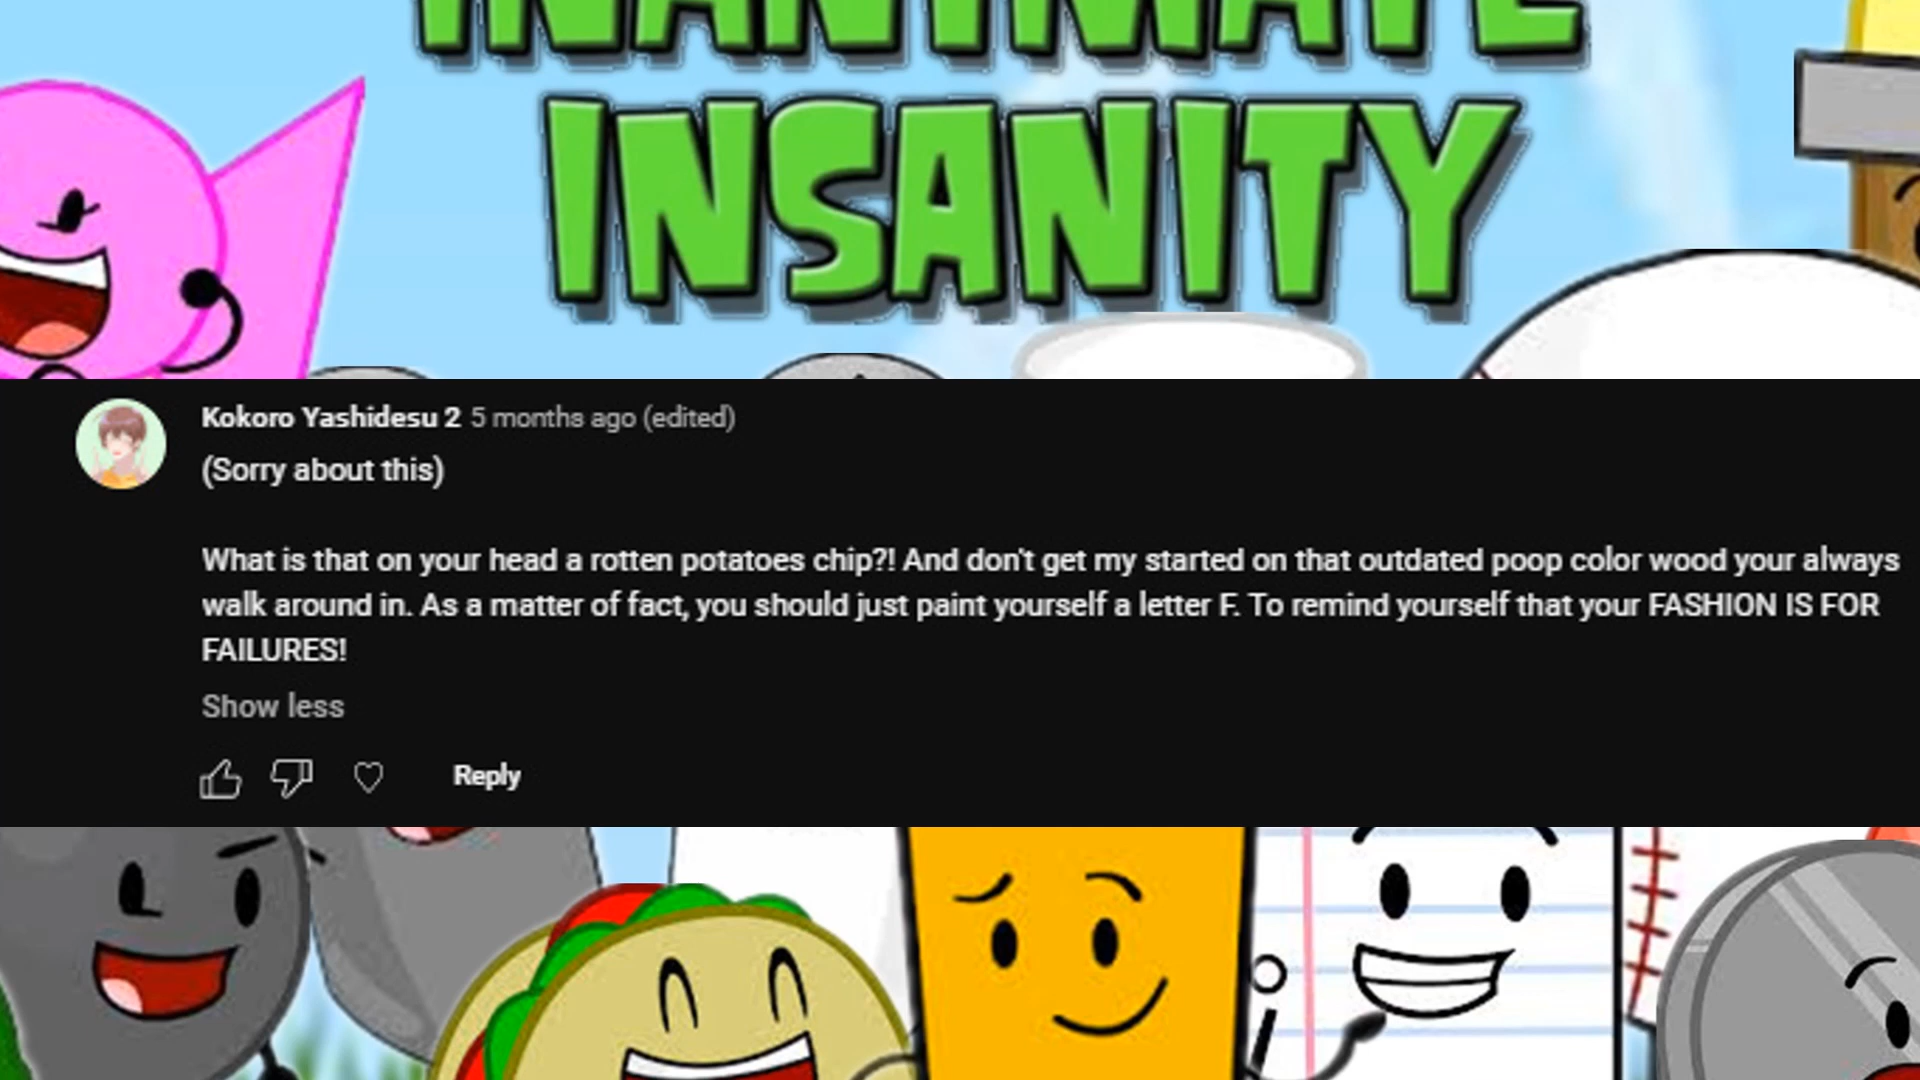 INANIMATE
INSANITY
Kokoro Yashidesu 2 5 months ago (edited)
(Sorry about this)
What is that on your head a rotten potatoes chip?! And don't get my started on that outdated poop color wood your always
walk around in. As a matter of fact, you should just paint yourself a letter F. To remind yourself that your FASHION IS FOR
FAILURES!
Show less
Reply